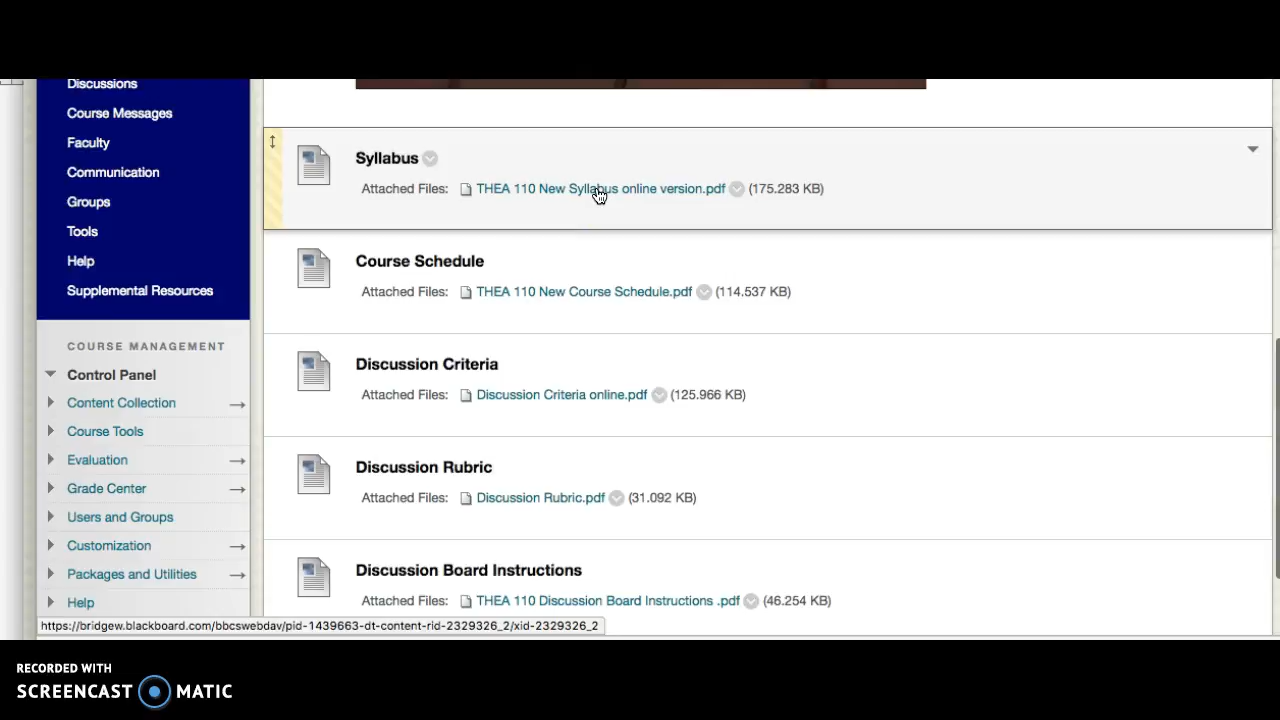 Discussions
Course Messages
Faculty
Communication
Groups
Tools
Help
Supplemental Resources
COURSE MANAGEMENT
Control Panel
Content Collection
Course Tools
Evaluation
Grade Center
Users and Groups
Customization
Packages and Utilities
Help
Syllabus
Attached Files: THEA 110 New Syllabus online version.pdf (175.283 KB)
Course Schedule
Attached Files: THEA 110 New Course Schedule.pdf (114.537 KB)
Discussion Criteria
Attached Files: Discussion Criteria online.pdf (125.966 KB)
Discussion Rubric
Attached Files: Discussion Rubric.pdf (31.092 KB)
Discussion Board Instructions
Attached Files: THEA 110 Discussion Board Instructions .pdf (46.254 KB)
https://bridgew.blackboard.com/bbcswebdav/pid-1439663-dt-content-rid-2329326_2/xid-2329326_2
RECORDED WITH
SCREENCAST MATIC